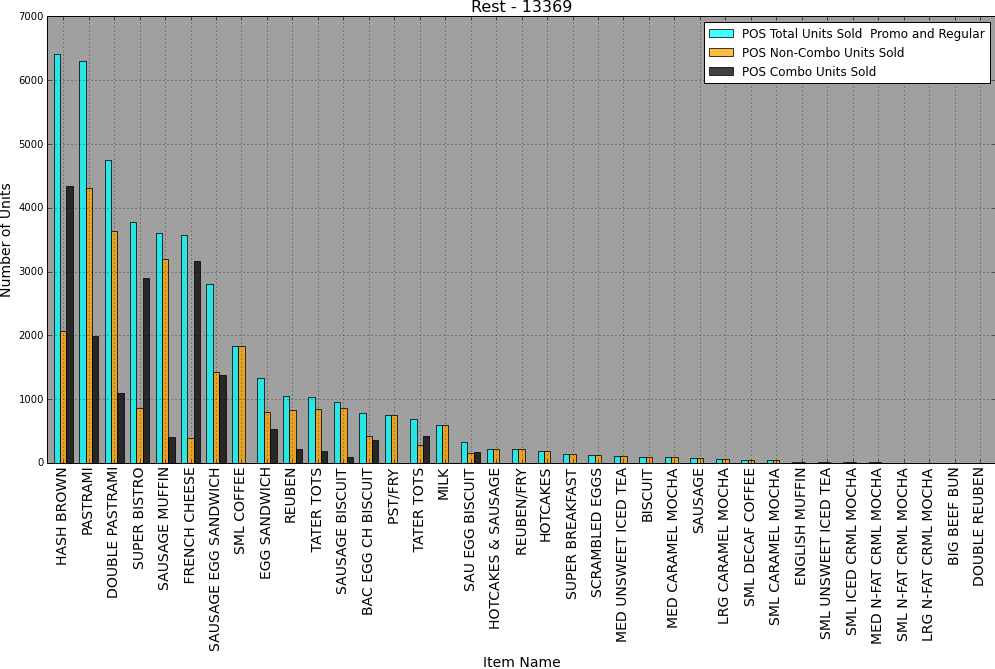 Rest - 13369
POS Total Units Sold  Promo and Regular
POS Non-Combo Units Sold
POS Combo Units Sold
Number of Units
7000
6000
5000
4000
3000
2000
1000
0
HASH BROWN
PASTRAMI
DOUBLE PASTRAMI
SUPER BISTRO
SAUSAGE MUFFIN
FRENCH CHEESE
SAUSAGE EGG SANDWICH
SML COFFEE
EGG SANDWICH
REUBEN
TATER TOTS
SAUSAGE BISCUIT
BAC EGG CH BISCUIT
PST/FRY
TATER TOTS
MILK
SAU EGG BISCUIT
HOTCAKES & SAUSAGE
REUBEN/FRY
HOTCAKES
SUPER BREAKFAST
SCRAMBLED EGGS
MED UNSWEET ICED TEA
BISCUIT
MED CARAMEL MOCHA
SAUSAGE
LRG CARAMEL MOCHA
SML DECAF COFFEE
SML CARAMEL MOCHA
ENGLISH MUFFIN
SML UNSWEET ICED TEA
SML ICED CRML MOCHA
MED N-FAT CRML MOCHA
SML N-FAT CRML MOCHA
LRG N-FAT CRML MOCHA
BIG BEEF BUN
DOUBLE REUBEN
Item Name